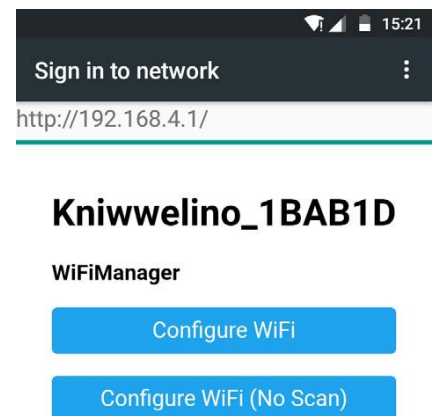 15:21
Sign in to network
http://192.168.4.1/
Kniwwelino_1BAB1D
WiFiManager
Configure WiFi
Configure WiFi (No Scan)